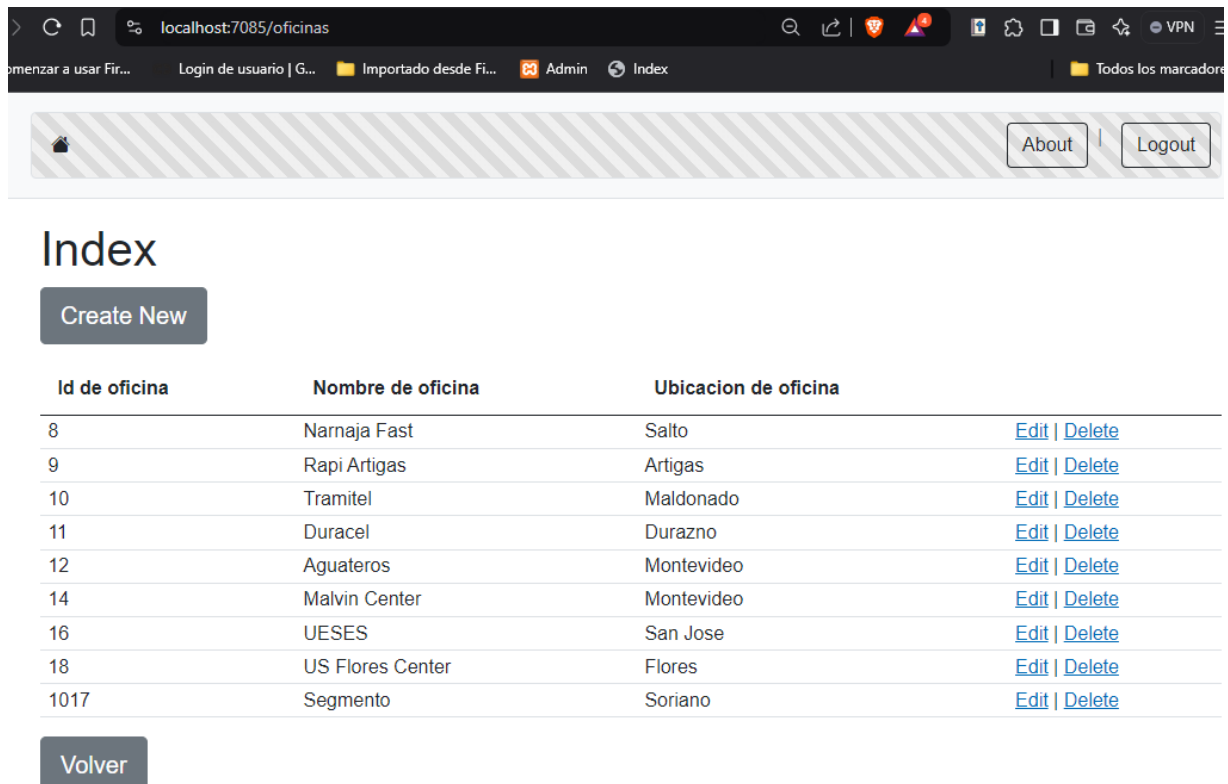 localhost:7085/oficinas 4 VPN
omenzar a usar Fir... Login de usuario | G... Importado desde Fi... Admin Index Todos los marcadore
About | Logout
Index
Create New
Id de oficina Nombre de oficina Ubicacion de oficina
8 Narnaja Fast Salto Edit | Delete
9 Rapi Artigas Artigas Edit | Delete
10 Tramitel Maldonado Edit | Delete
11 Duracel Durazno Edit | Delete
12 Aguateros Montevideo Edit | Delete
14 Malvin Center Montevideo Edit | Delete
16 UESES San Jose Edit | Delete
18 US Flores Center Flores Edit | Delete
1017 Segmento Soriano Edit | Delete
Volver